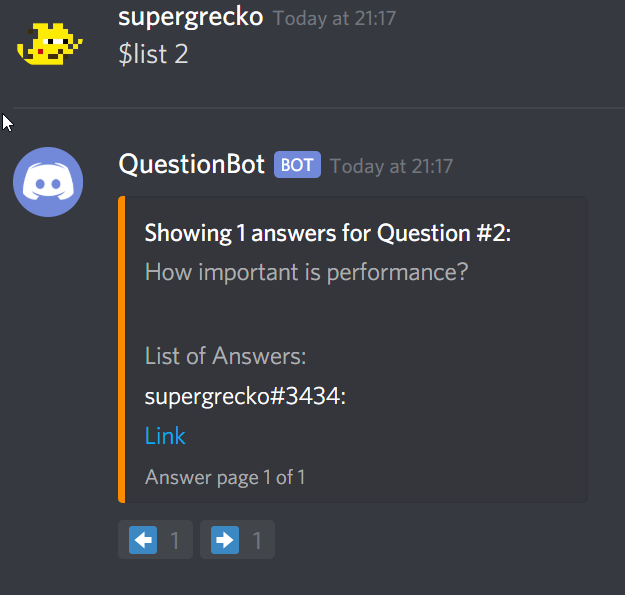 supergrecko Today at 21:17
$list 2
QuestionBot BOT Today at 21:17
Showing 1 answers for Question #2:
How important is performance?
List of Answers:
supergrecko#3434:
Link
Answer page 1 of 1
1 1